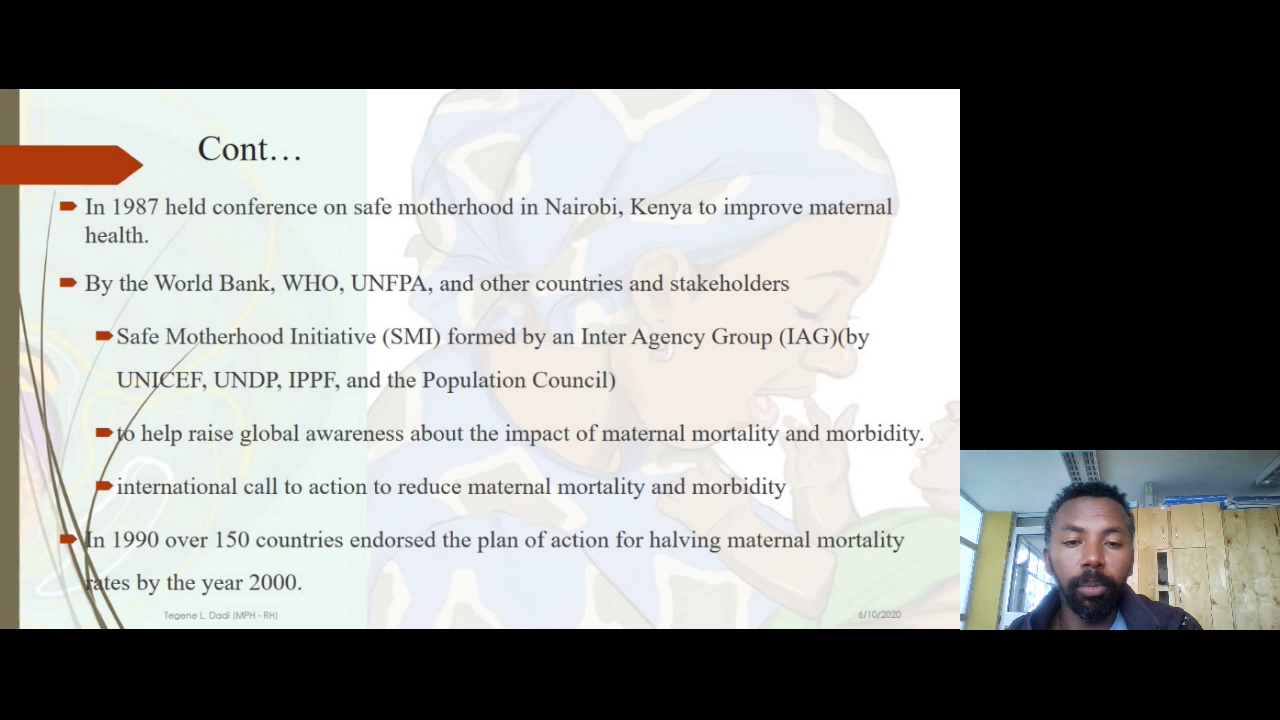 Cont…
In 1987 held conference on safe motherhood in Nairobi, Kenya to improve maternal
health.
By the World Bank, WHO, UNFPA, and other countries and stakeholders
Safe Motherhood Initiative (SMI) formed by an Inter Agency Group (IAG)(by
UNICEF, UNDP, IPPF, and the Population Council)
to help raise global awareness about the impact of maternal mortality and morbidity.
international call to action to reduce maternal mortality and morbidity
In 1990 over 150 countries endorsed the plan of action for halving maternal mortality
rates by the year 2000.
Tegene L. Dadi (MPH - RH)
6/10/2020